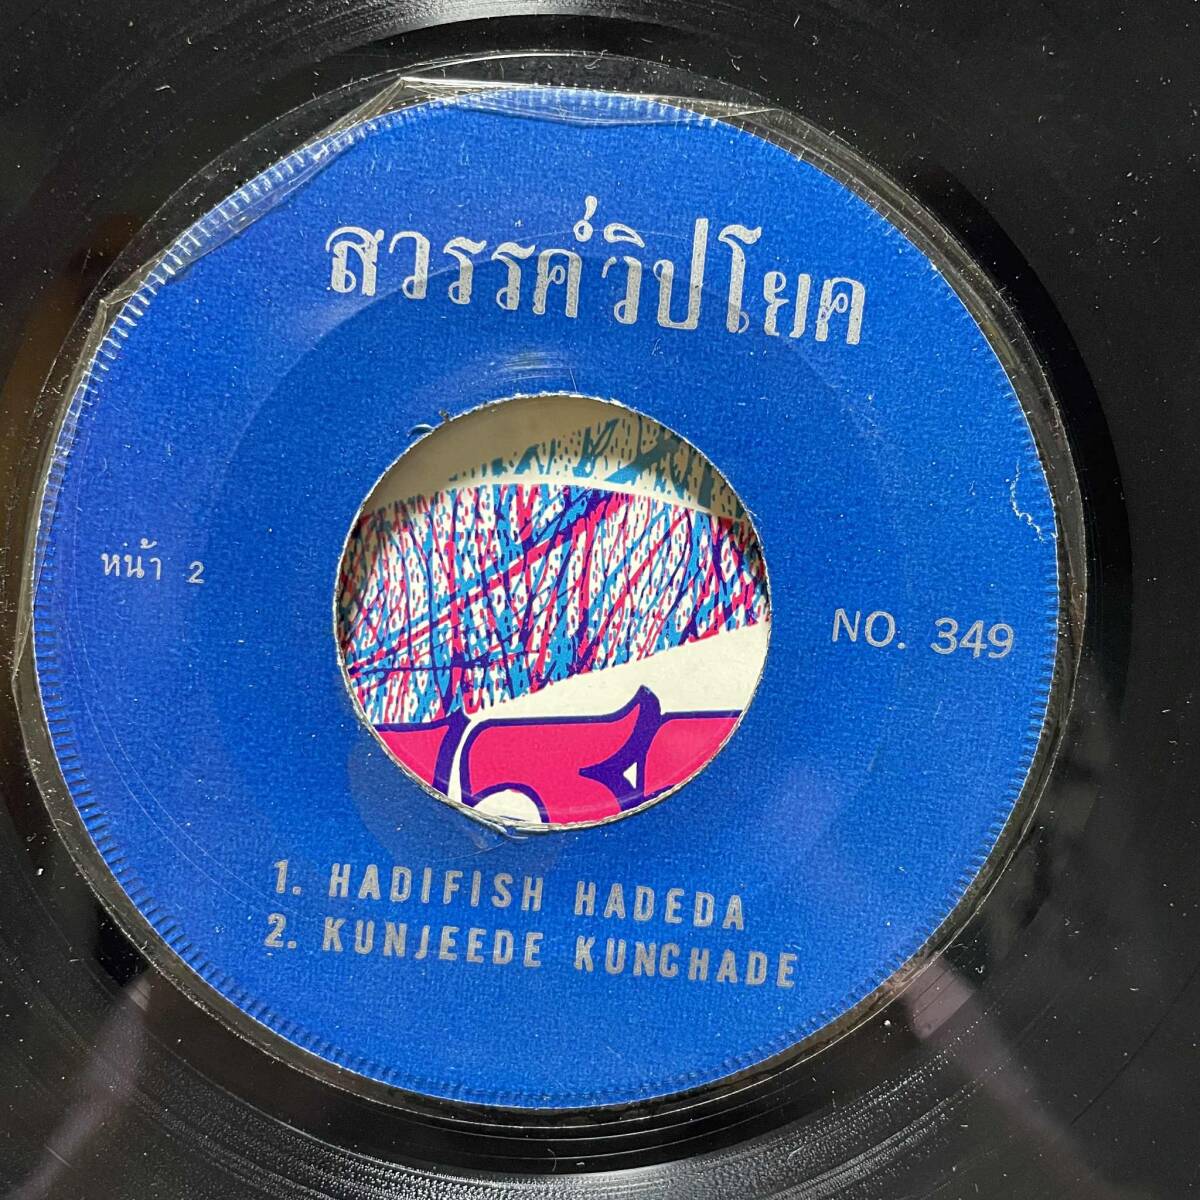 สวรรค์วิปโยค
หน้า 2
NO. 349
1. HADIFISH HADEDA
2. KUNJEEDE KUNCHADE